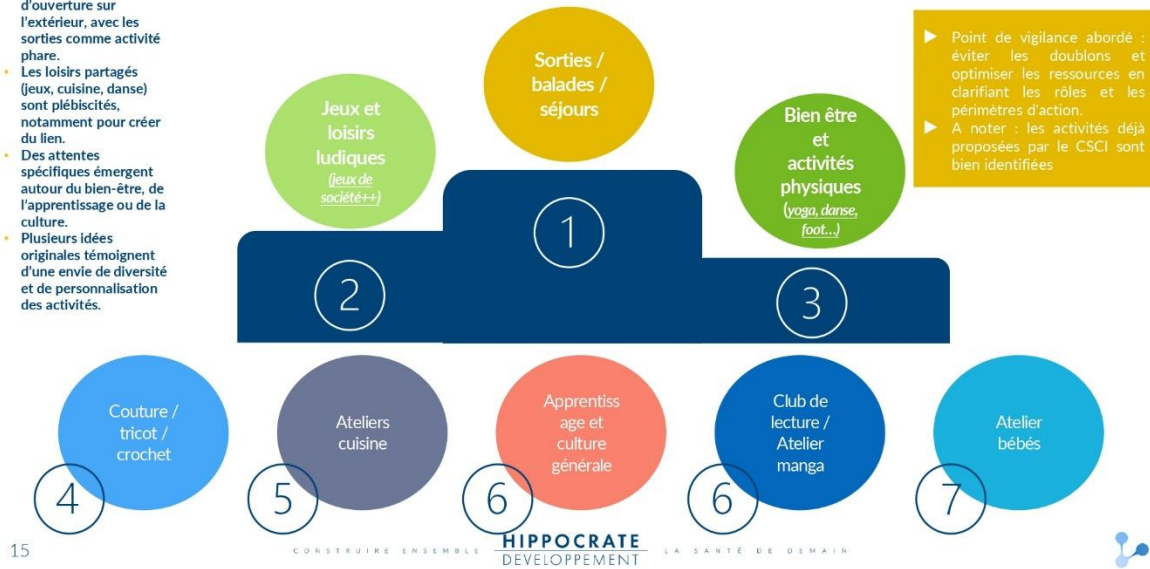 d'ouverture sur
l'extérieur, avec les
sorties comme activité
phare.
• Les loisirs partagés
(jeux, cuisine, danse)
sont plébiscités,
notamment pour créer
du lien.
• Des attentes
spécifiques émergent
autour du bien-être, de
l'apprentissage ou de la
culture.
• Plusieurs idées
originales témoignent
d'une envie de diversité
et de personnalisation
des activités.
Jeux et
loisirs
ludiques
(jeux de
société++)
Sorties /
balades /
séjours
Bien être
et
activités
physiques
(yoga, danse,
foot…)
▶ Point de vigilance abordé :
éviter les doublons et
optimiser les ressources en
clarifiant les rôles et les
périmètres d'action.
▶ A noter : les activités déjà
proposées par le CSCI sont
bien identifiées
1
2
3
Couture /
tricot /
crochet
4
Ateliers
cuisine
5
Apprentiss
age et
culture
générale
6
Club de
lecture /
Atelier
manga
6
Atelier
bébés
7
15
CONSTRUIRE ENSEMBLE
HIPPOCRATE
DEVELOPPEMENT
LA SANTÉ DE DEMAIN